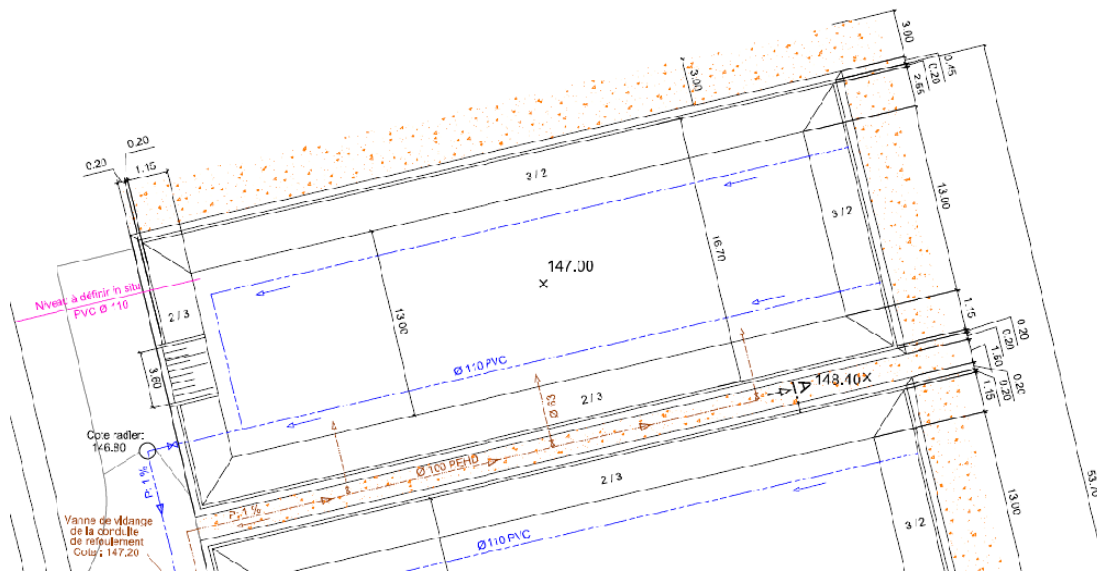 3.00
0.45
0.20
2.65
3.00
0.20
0.20
1.15
3 / 2
13.00
3 / 2
147.00
16.70
Niveau à définir in situ
PVC Ø 110
2 / 3
13.00
1.15
0.20
0.20
1.50
Ø 110 PVC
3.60
148.40
A
0.20
0.20
1.15
Ø 63
2 / 3
Cote radier:
146.80
Ø 100 PEHD
P: 1 %
P: 1 %
2 / 3
53.70
Vanne de vidange
de la conduite
de refoulement
Cote : 147,20
Ø110 PVC
3 / 2
13.00